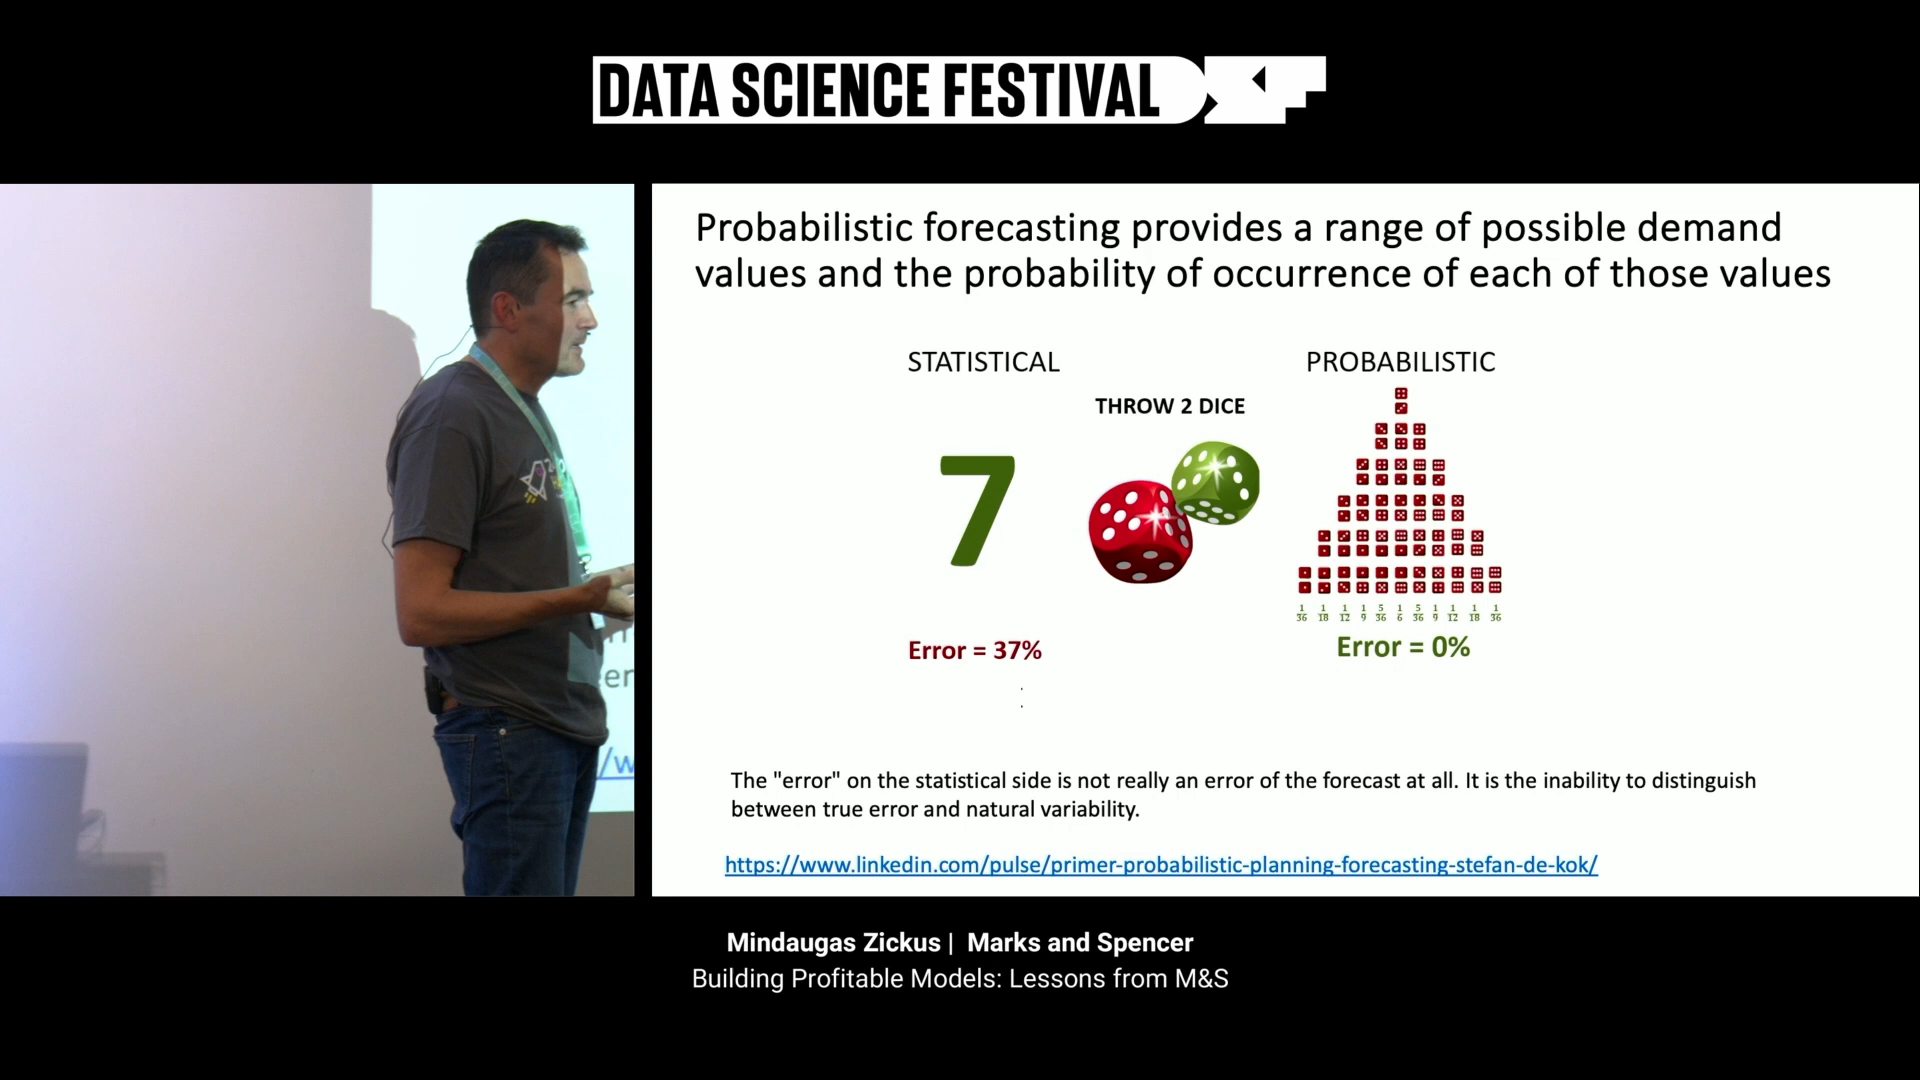 DATA SCIENCE FESTIVAL
Probabilistic forecasting provides a range of possible demand
values and the probability of occurrence of each of those values
STATISTICAL
PROBABILISTIC
THROW 2 DICE
7
1/36 1/18 1/12 1/9 5/36 1/6 5/36 1/9 1/12 1/18 1/36
Error = 37%
Error = 0%
The "error" on the statistical side is not really an error of the forecast at all. It is the inability to distinguish
between true error and natural variability.
https://www.linkedin.com/pulse/primer-probabilistic-planning-forecasting-stefan-de-kok/
er
/w
Mindaugas Zickus | Marks and Spencer
Building Profitable Models: Lessons from M&S